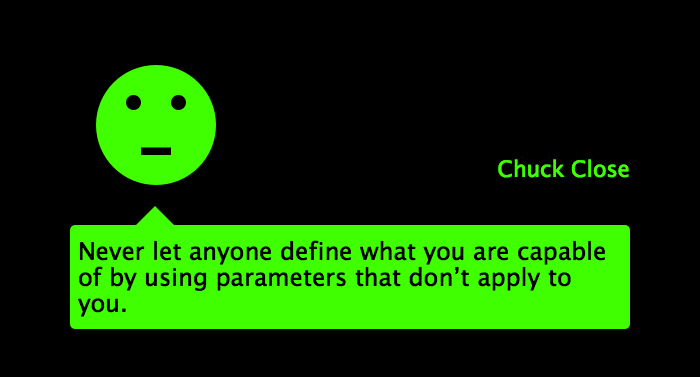 Chuck Close
Never let anyone define what you are capable
of by using parameters that don’t apply to
you.